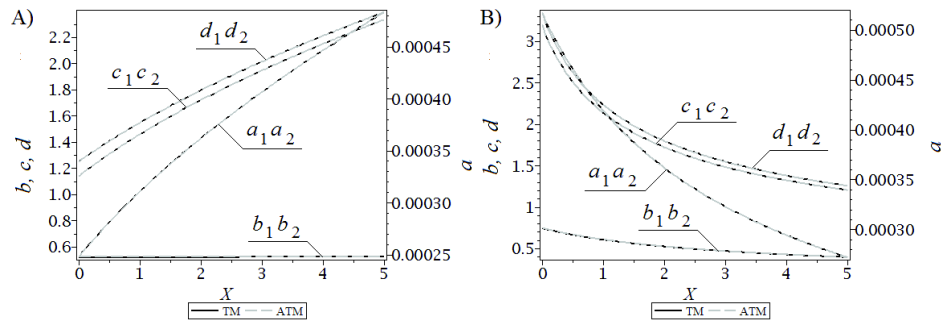 A)
b, c, d
2.2
2.0
1.8
1.6
1.4
1.2
1.0
0.8
0.6
d1d2
c1c2
a1a2
b1b2
0.00045
0.00040
0.00035
0.00030
0.00025
a
0 1 2 3 4 5
X
TM ATM
B)
b, c, d
3
2.5
2
1.5
1
0.5
c1c2
d1d2
a1a2
b1b2
0.00050
0.00045
0.00040
0.00035
0.00030
a
0 1 2 3 4 5
X
TM ATM